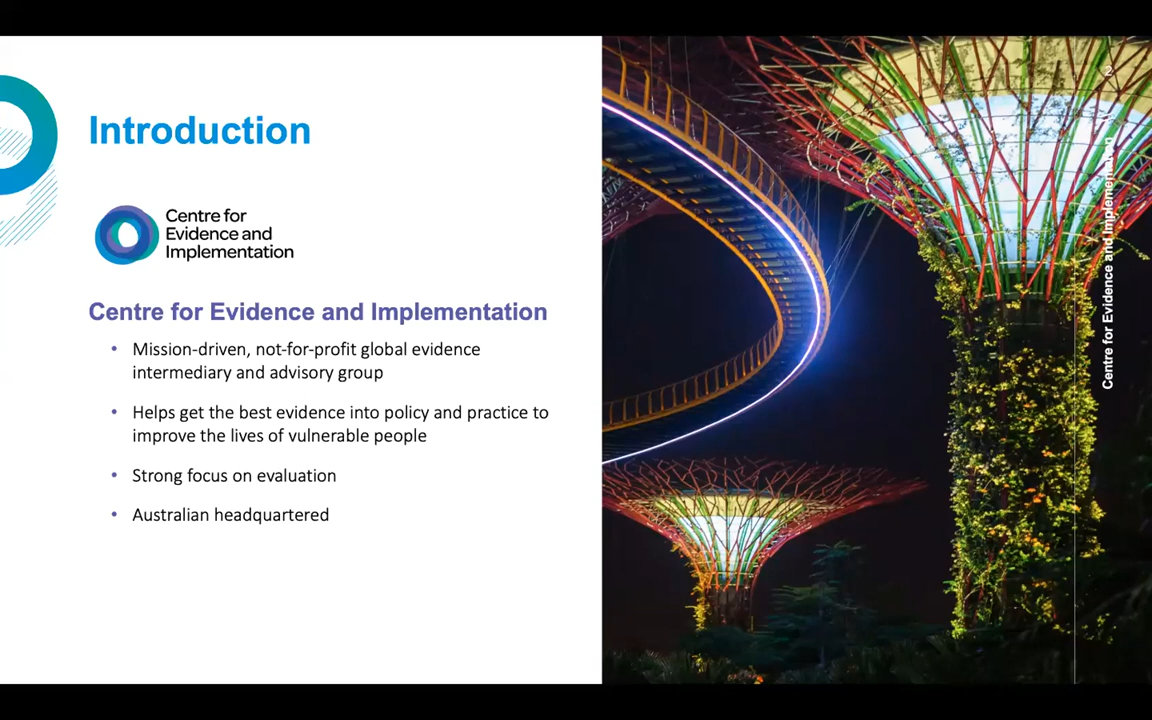 Introduction
Centre for
Evidence and
Implementation
Centre for Evidence and Implementation
• Mission-driven, not-for-profit global evidence
intermediary and advisory group
• Helps get the best evidence into policy and practice to
improve the lives of vulnerable people
• Strong focus on evaluation
• Australian headquartered
2
Centre for Evidence and Implementation